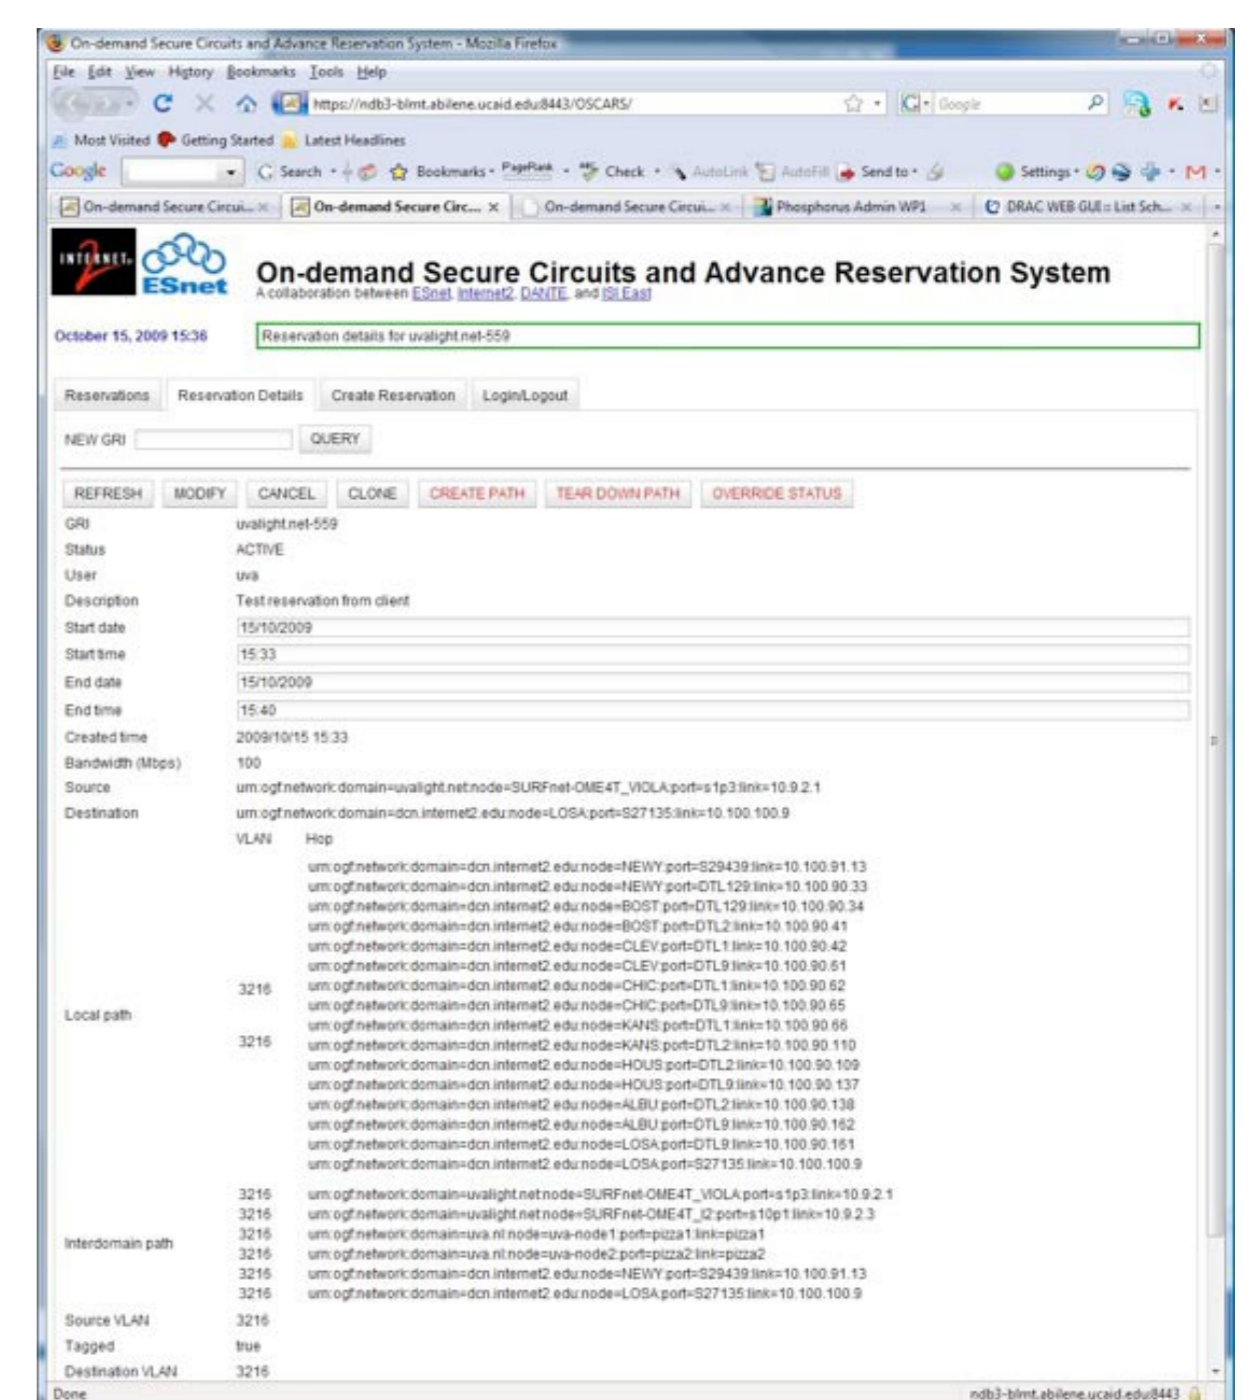 On-demand Secure Circuits and Advance Reservation System - Mozilla Firefox
File Edit View History Bookmarks Tools Help
https://ndb3-blmt.abilene.ucaid.edu:8443/OSCARS/ Google
Most Visited Getting Started Latest Headlines
Google Search Bookmarks PageRank Check AutoLink AutoFill Send to Settings
On-demand Secure Circui... On-demand Secure Circ... On-demand Secure Circui... Phosphorus Admin WP1 DRAC WEB GUI :: List Sch...
INTERNET2 ESnet On-demand Secure Circuits and Advance Reservation System
A collaboration between ESnet, Internet2, DANTE, and ISI East
October 15, 2009 15:36 Reservation details for uvalight.net-559
Reservations Reservation Details Create Reservation Login/Logout
NEW GRI QUERY
REFRESH MODIFY CANCEL CLONE CREATE PATH TEAR DOWN PATH OVERRIDE STATUS
GRI uvalight.net-559
Status ACTIVE
User uva
Description Test reservation from client
Start date 15/10/2009
Start time 15:33
End date 15/10/2009
End time 15:40
Created time 2009/10/15 15:33
Bandwidth (Mbps) 100
Source urn:ogf:network:domain=uvalight.net:node=SURFnet-OME4T_VIOLA:port=s1p3:link=10.9.2.1
Destination urn:ogf:network:domain=dcn.internet2.edu:node=LOSA:port=S27135:link=10.100.100.9
VLAN Hop
urn:ogf:network:domain=dcn.internet2.edu:node=NEWY:port=S29439:link=10.100.91.13
urn:ogf:network:domain=dcn.internet2.edu:node=NEWY:port=DTL129:link=10.100.90.33
urn:ogf:network:domain=dcn.internet2.edu:node=BOST:port=DTL129:link=10.100.90.34
urn:ogf:network:domain=dcn.internet2.edu:node=BOST:port=DTL2:link=10.100.90.41
urn:ogf:network:domain=dcn.internet2.edu:node=CLEV:port=DTL1:link=10.100.90.42
urn:ogf:network:domain=dcn.internet2.edu:node=CLEV:port=DTL9:link=10.100.90.61
3216 urn:ogf:network:domain=dcn.internet2.edu:node=CHIC:port=DTL1:link=10.100.90.62
urn:ogf:network:domain=dcn.internet2.edu:node=CHIC:port=DTL9:link=10.100.90.65
Local path urn:ogf:network:domain=dcn.internet2.edu:node=KANS:port=DTL1:link=10.100.90.66
3216 urn:ogf:network:domain=dcn.internet2.edu:node=KANS:port=DTL2:link=10.100.90.110
urn:ogf:network:domain=dcn.internet2.edu:node=HOUS:port=DTL2:link=10.100.90.109
urn:ogf:network:domain=dcn.internet2.edu:node=HOUS:port=DTL9:link=10.100.90.137
urn:ogf:network:domain=dcn.internet2.edu:node=ALBU:port=DTL2:link=10.100.90.138
urn:ogf:network:domain=dcn.internet2.edu:node=ALBU:port=DTL9:link=10.100.90.162
urn:ogf:network:domain=dcn.internet2.edu:node=LOSA:port=DTL9:link=10.100.90.161
urn:ogf:network:domain=dcn.internet2.edu:node=LOSA:port=S27135:link=10.100.100.9
3216 urn:ogf:network:domain=uvalight.net:node=SURFnet-OME4T_VIOLA:port=s1p3:link=10.9.2.1
3216 urn:ogf:network:domain=uvalight.net:node=SURFnet-OME4T_I2:port=s10p1:link=10.9.2.3
3216 urn:ogf:network:domain=uva.nl:node=uva-node1:port=pizza1:link=pizza1
Interdomain path
3216 urn:ogf:network:domain=uva.nl:node=uva-node2:port=pizza2:link=pizza2
3216 urn:ogf:network:domain=dcn.internet2.edu:node=NEWY:port=S29439:link=10.100.91.13
3216 urn:ogf:network:domain=dcn.internet2.edu:node=LOSA:port=S27135:link=10.100.100.9
Source VLAN 3216
Tagged true
Destination VLAN 3216
Done ndb3-blmt.abilene.ucaid.edu:8443